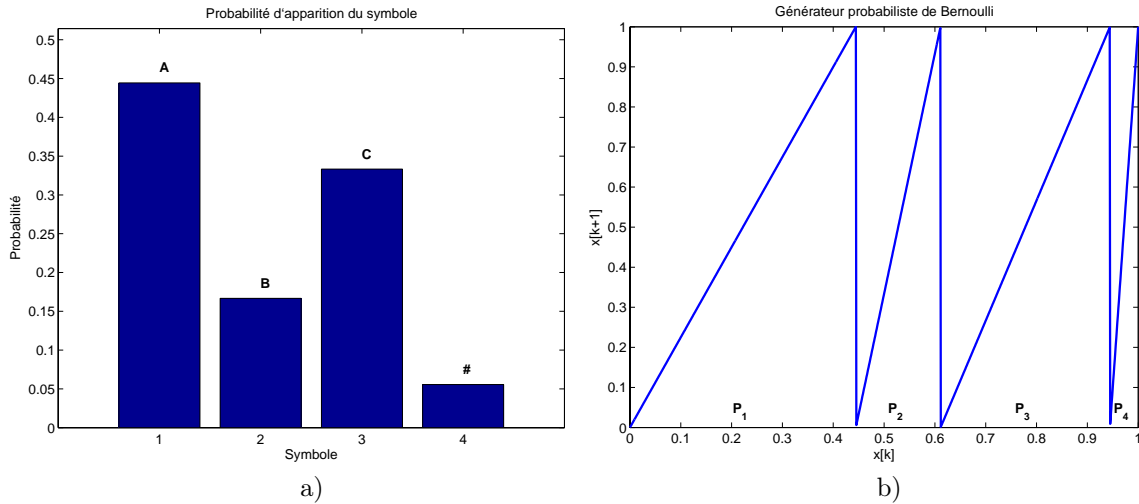 Probabilité d'apparition du symbole
0.5
0.45
0.4
0.35
0.3
0.25
0.2
0.15
0.1
0.05
0
Probabilité
A
B
C
#
1 2 3 4
Symbole
a)
Générateur probabiliste de Bernoulli
1
0.9
0.8
0.7
0.6
0.5
0.4
0.3
0.2
0.1
0
x[k+1]
P1 P2 P3 P4
0 0.1 0.2 0.3 0.4 0.5 0.6 0.7 0.8 0.9 1
x[k]
b)